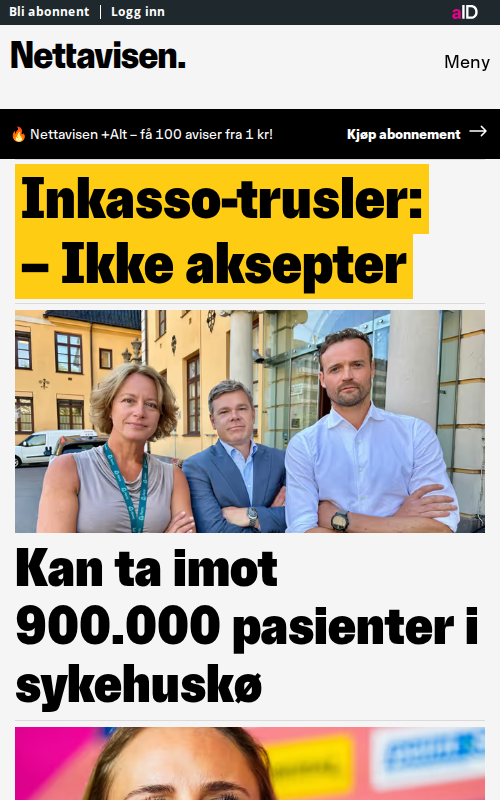 Bli abonnent | Logg inn
aID
Nettavisen.
Meny
🔥 Nettavisen +Alt – få 100 aviser fra 1 kr!
Kjøp abonnement →
Inkasso-trusler:
– Ikke aksepter
Kan ta imot
900.000 pasienter i
sykehuskø